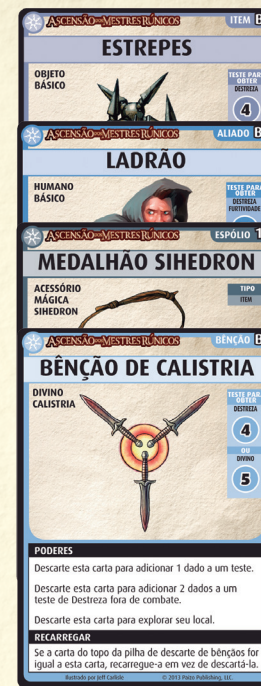 ASCENSÃO DOS MESTRES RÚNICOS ITEM B
ESTREPES
OBJETO
BÁSICO
TESTE PARA
OBTER
DESTREZA
4
ASCENSÃO DOS MESTRES RÚNICOS ALIADO B
LADRÃO
HUMANO
BÁSICO
TESTE PARA
OBTER
DESTREZA
FURTIVIDADE
ASCENSÃO DOS MESTRES RÚNICOS ESPÓLIO 1
MEDALHÃO SIHEDRON
ACESSÓRIO
MÁGICA
SIHEDRON
TIPO
ITEM
ASCENSÃO DOS MESTRES RÚNICOS BÊNÇÃO B
BÊNÇÃO DE CALISTRIA
DIVINO
CALISTRIA
TESTE PARA
OBTER
DESTREZA
4
OU
DIVINO
5
PODERES
Descarte esta carta para adicionar 1 dado a um teste.
Descarte esta carta para adicionar 2 dados a um
teste de Destreza fora de combate.
Descarte esta carta para explorar seu local.
RECARREGAR
Se a carta do topo da pilha de descarte de bênçãos for
igual a esta carta, recarregue-a em vez de descartá-la.
Ilustrado por Jeff Carlisle © 2013 Paizo Publishing, LLC.